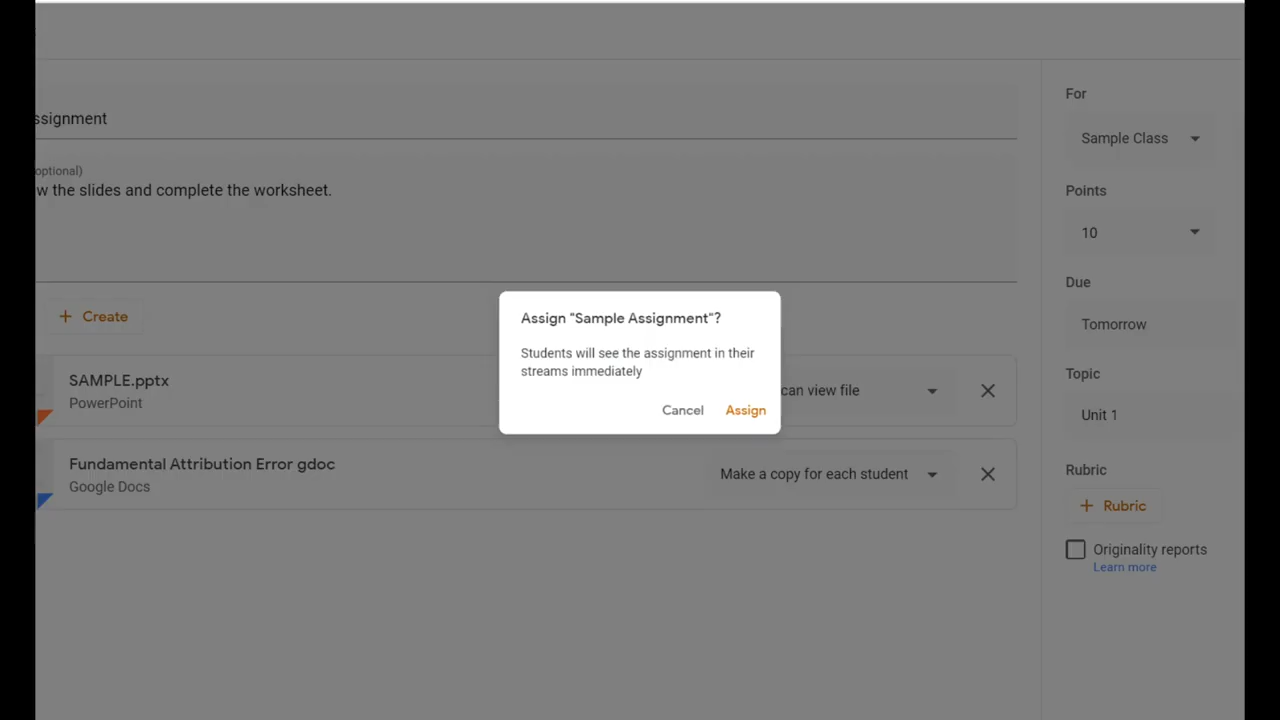 ssignment
optional)
w the slides and complete the worksheet.
Create
SAMPLE.pptx
PowerPoint
can view file
Fundamental Attribution Error gdoc
Google Docs
Make a copy for each student
Assign "Sample Assignment"?
Students will see the assignment in their
streams immediately
Cancel Assign
For
Sample Class
Points
10
Due
Tomorrow
Topic
Unit 1
Rubric
Rubric
Originality reports
Learn more